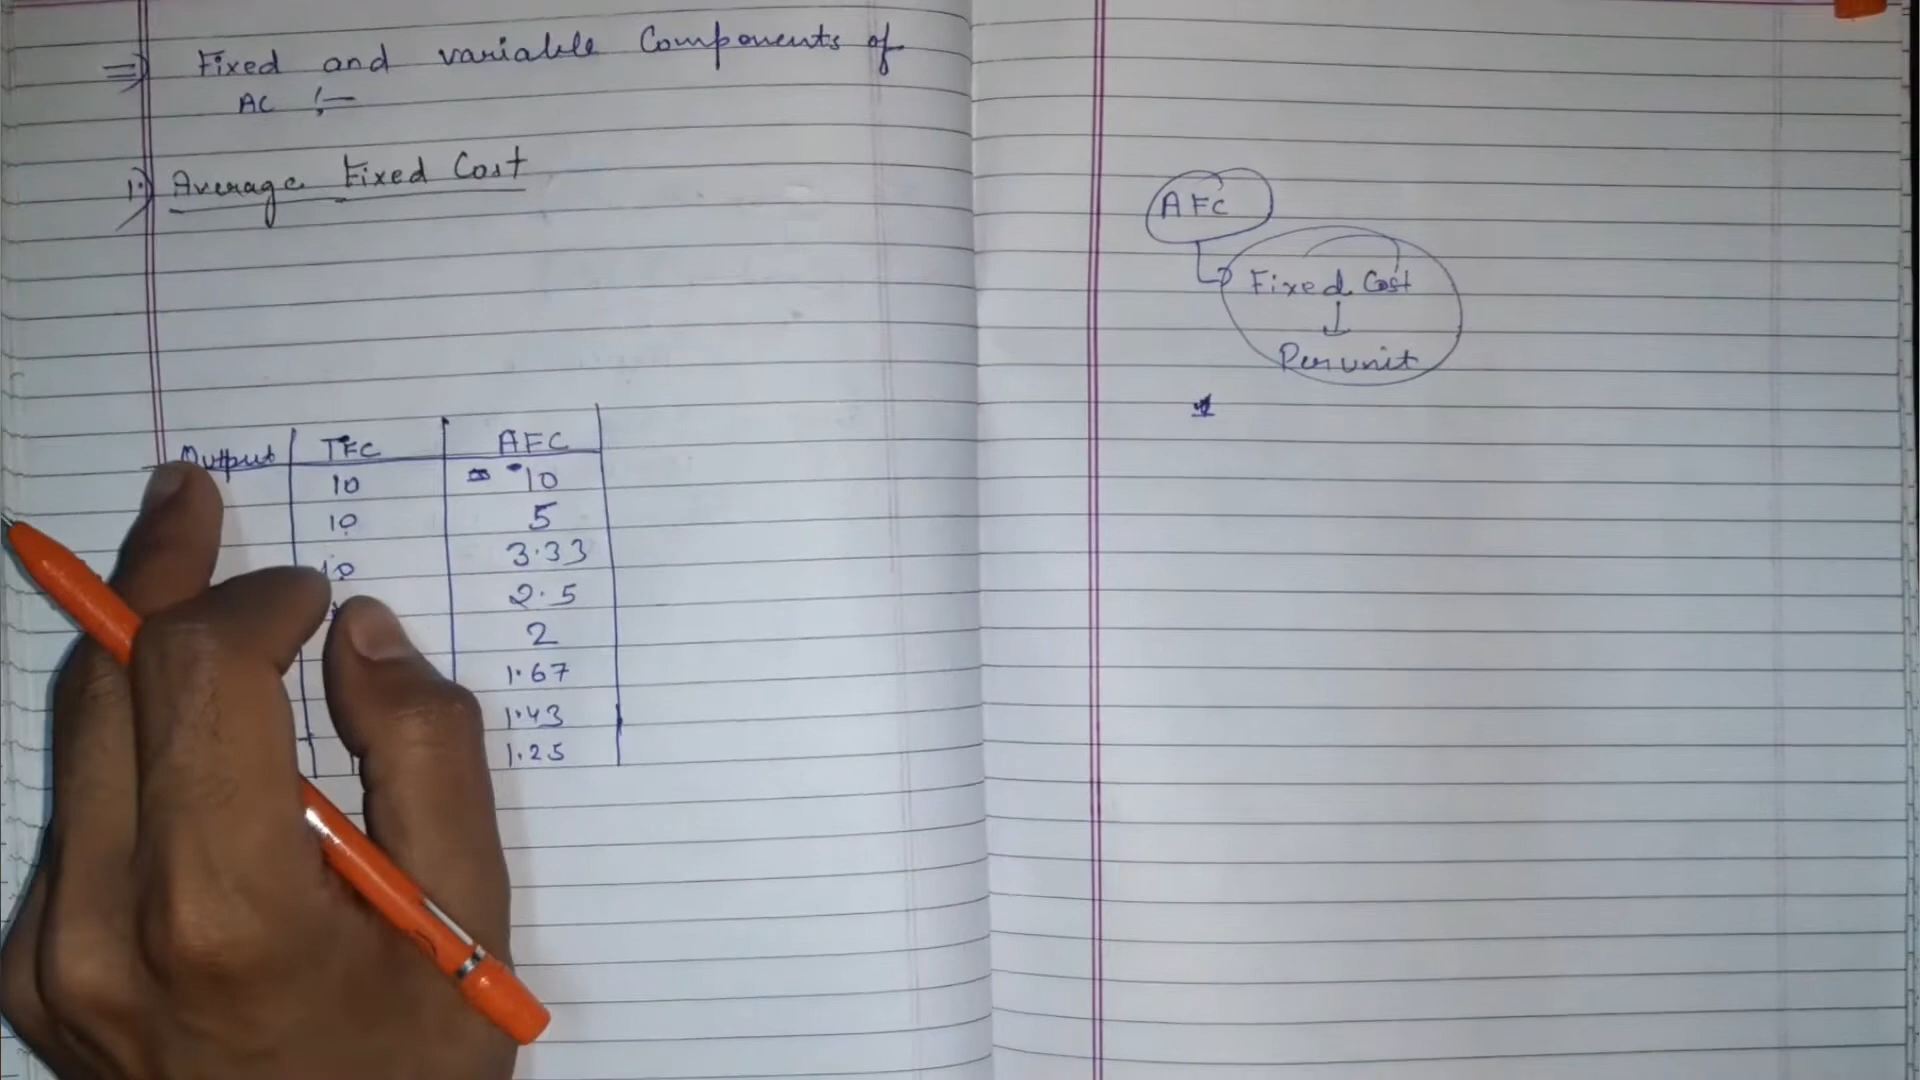 ⇒ Fixed and variable Components of
AC :-
1.) Average Fixed Cost
Output TFC AFC
10 10
10 5
10 3.33
2.5
2
1.67
1.43
1.25
AFC
Fixed Cost
↓
Per unit